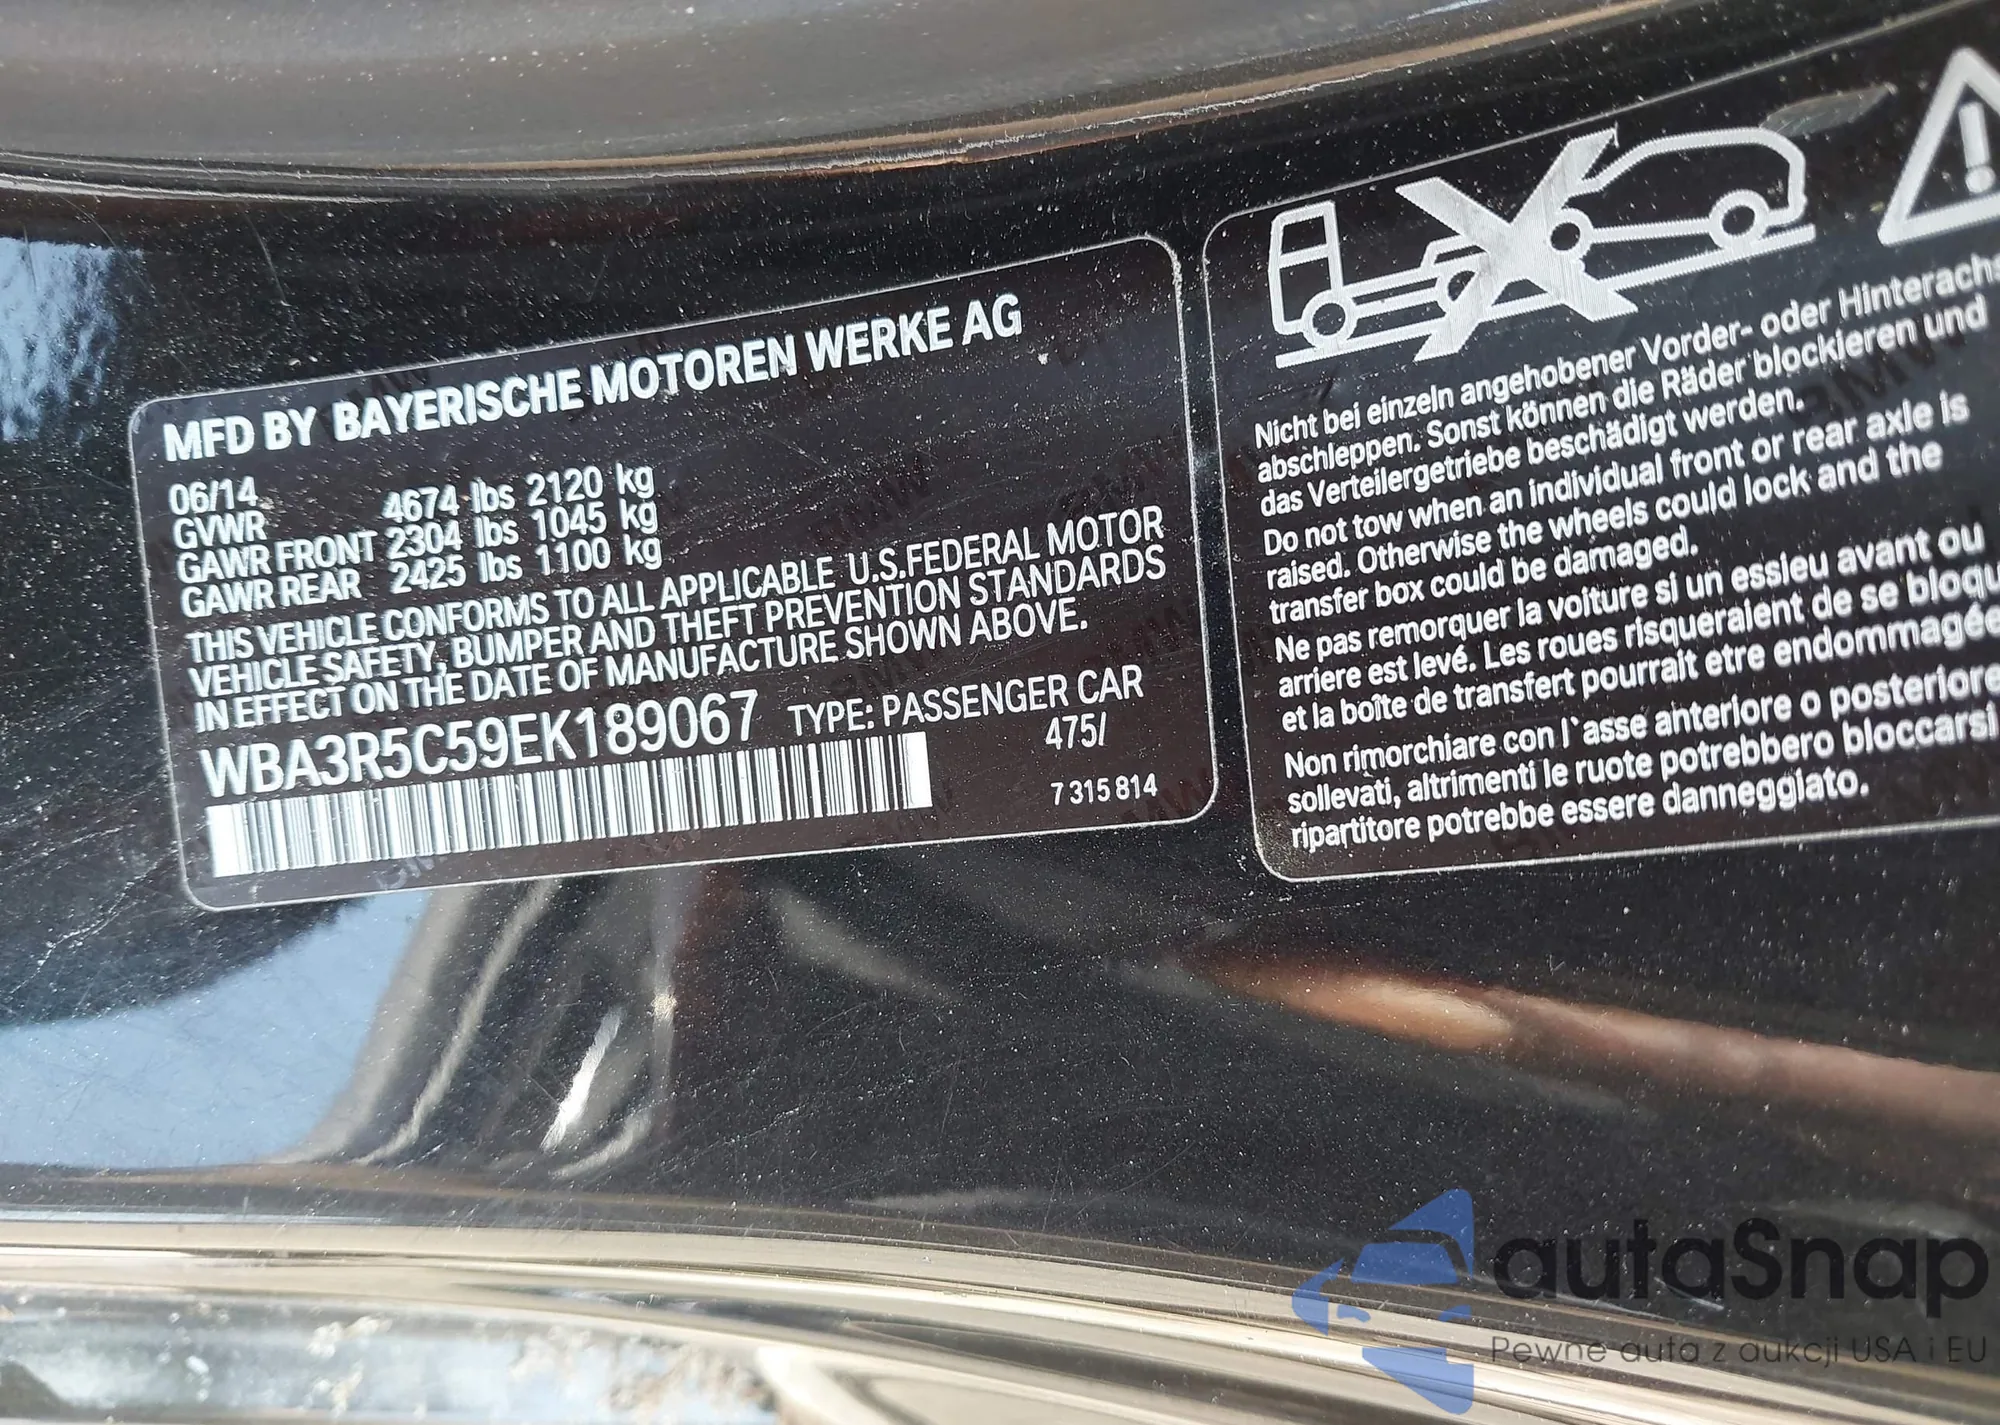 MFD BY BAYERISCHE MOTOREN WERKE AG
06/14
GVWR 4674 lbs 2120 kg
GAWR FRONT 2304 lbs 1045 kg
GAWR REAR 2425 lbs 1100 kg
THIS VEHICLE CONFORMS TO ALL APPLICABLE U.S.FEDERAL MOTOR
VEHICLE SAFETY, BUMPER AND THEFT PREVENTION STANDARDS
IN EFFECT ON THE DATE OF MANUFACTURE SHOWN ABOVE.
WBA3R5C59EK189067 TYPE: PASSENGER CAR
475/
7 315 814
Nicht bei einzeln angehobener Vorder- oder Hinterachs
abschleppen. Sonst können die Räder blockieren und
das Verteilergetriebe beschädigt werden.
Do not tow when an individual front or rear axle is
raised. Otherwise the wheels could lock and the
transfer box could be damaged.
Ne pas remorquer la voiture si un essieu avant ou
arriere est levé. Les roues risqueraient de se bloqu
et la boîte de transfert pourrait etre endommagée
Non rimorchiare con l`asse anteriore o posteriore
sollevati, altrimenti le ruote potrebbero bloccarsi
ripartitore potrebbe essere danneggiato.
autaSnap
Pewne auta z aukcji USA i EU